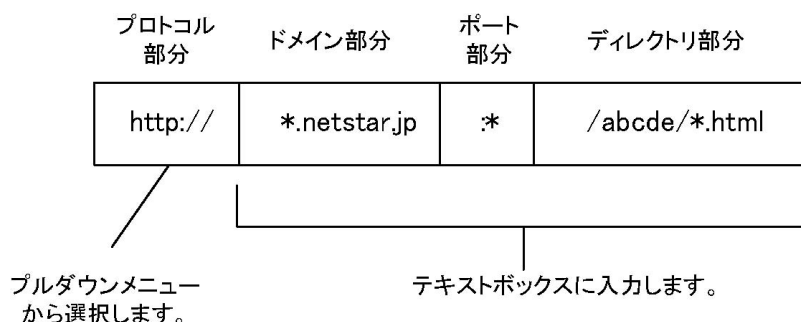 プロトコル
部分
ドメイン部分
ポート
部分
ディレクトリ部分
http://
*.netstar.jp
:*
/abcde/*.html
プルダウンメニュー
から選択します。
テキストボックスに入力します。